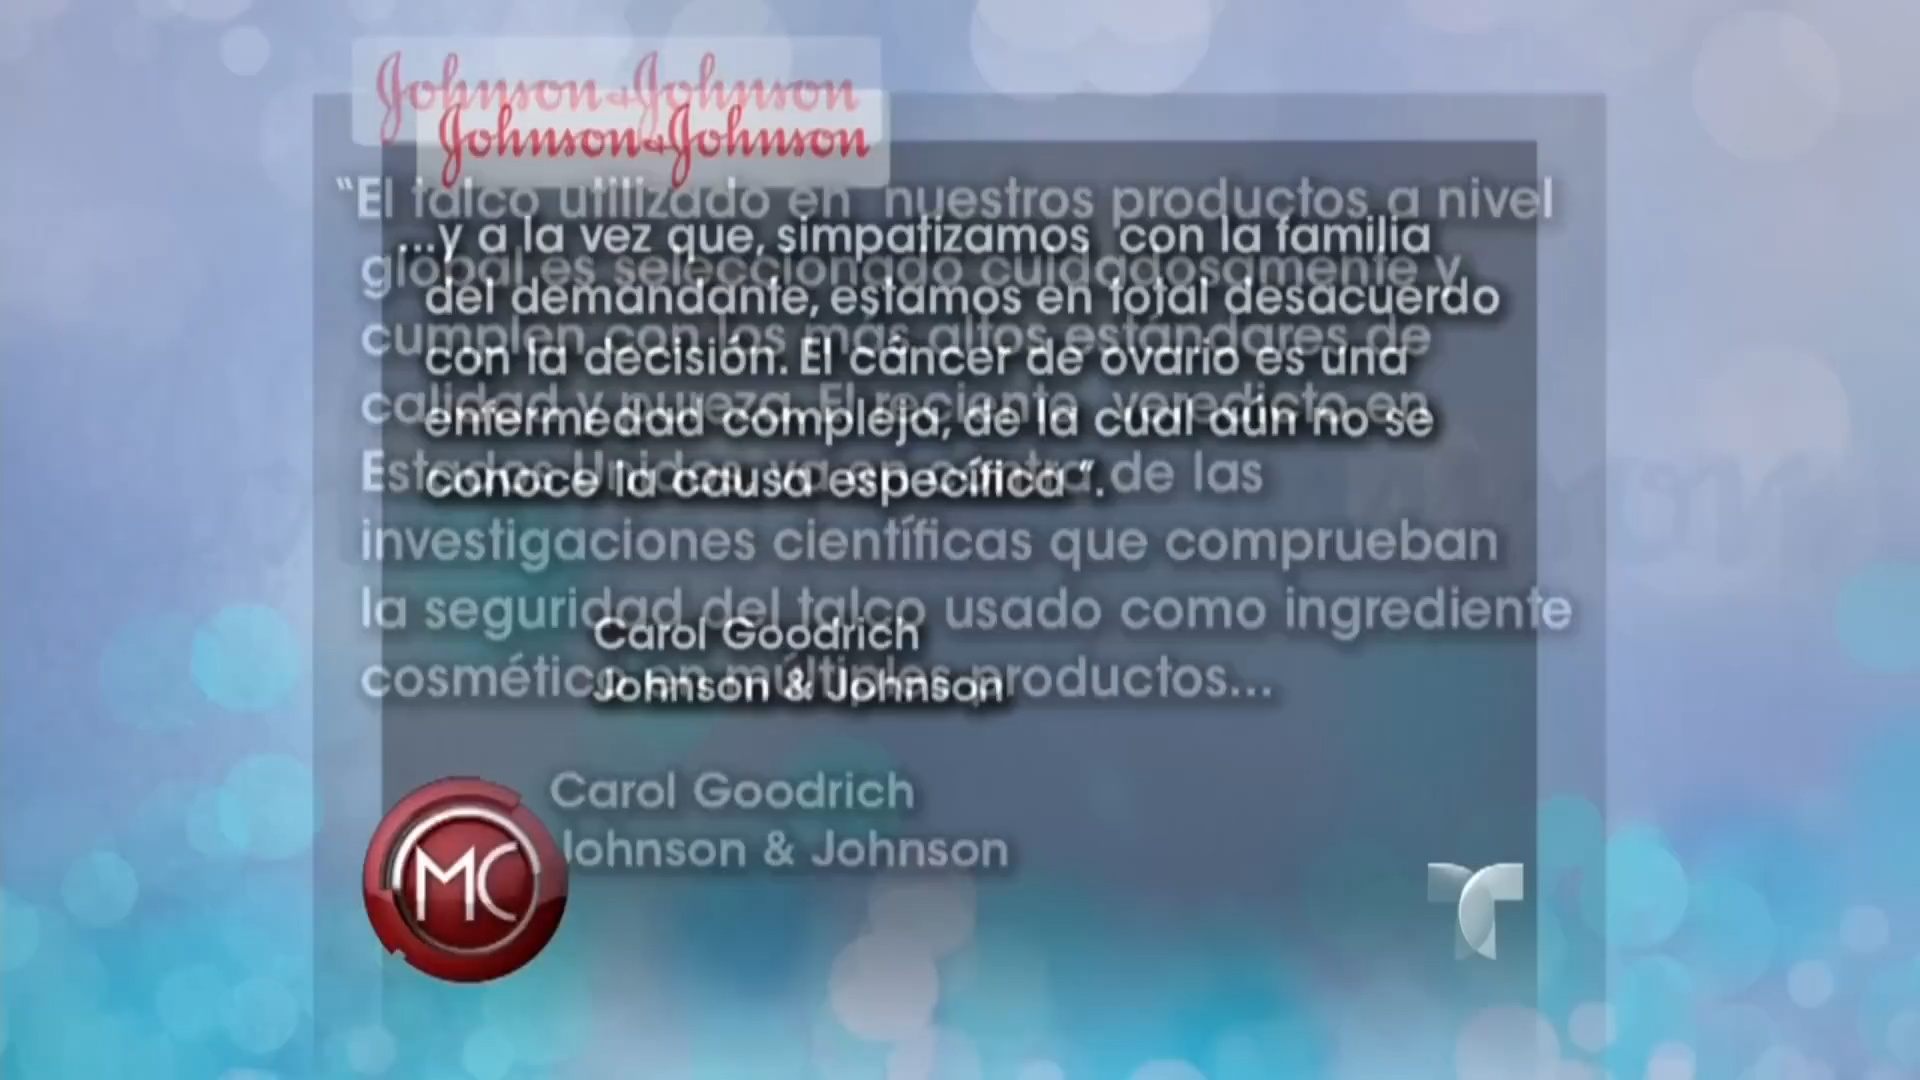 Johnson & Johnson
Johnson & Johnson
“El talco utilizado en nuestros productos a nivel
global es seleccionado cuidadosamente y
cumplen con los más altos estándares de
calidad y pureza. El reciente veredicto en
Estados Unidos va en contra de las
investigaciones científicas que comprueban
la seguridad del talco usado como ingrediente
cosmético en múltiples productos...
Carol Goodrich
Johnson & Johnson
...y a la vez que, simpatizamos con la familia
del demandante, estamos en total desacuerdo
con la decisión. El cáncer de ovario es una
enfermedad compleja, de la cual aún no se
conoce la causa específica “.
Carol Goodrich
Johnson & Johnson
MC